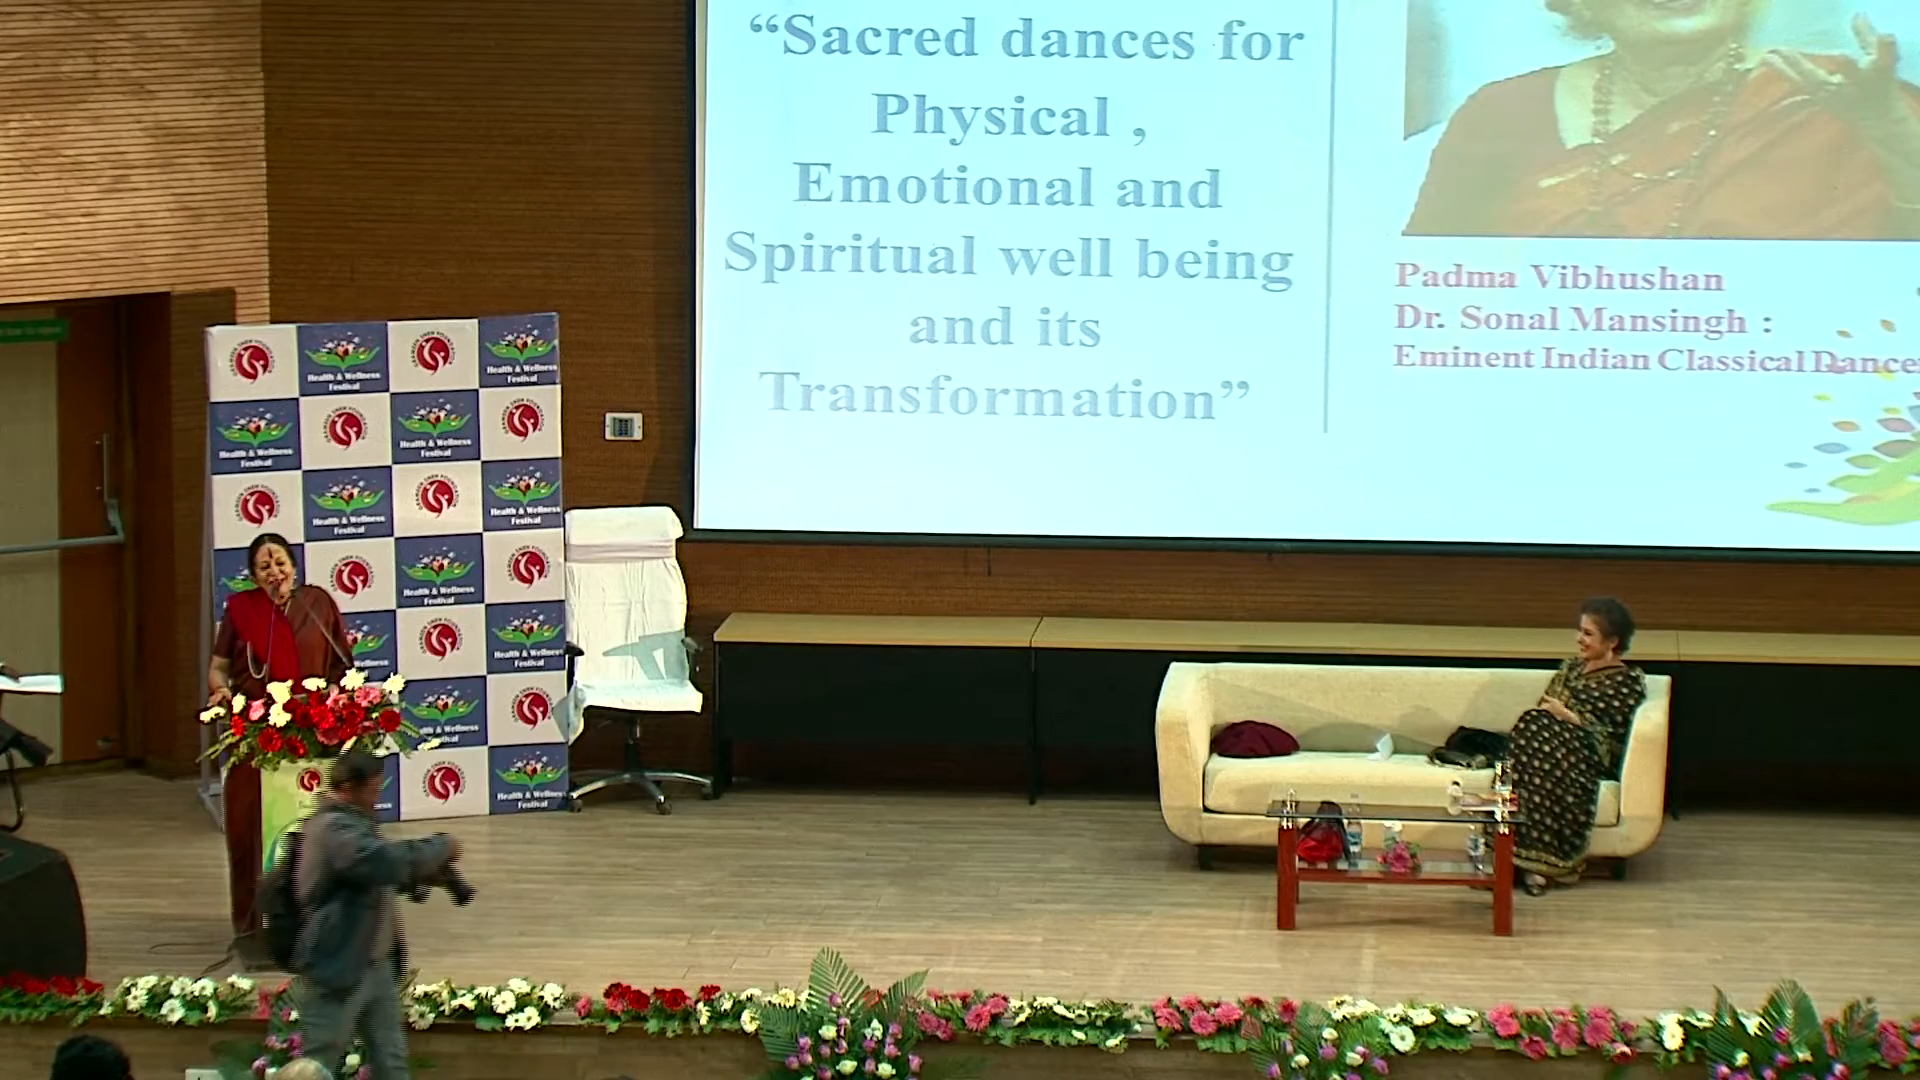 “Sacred dances for
Physical ,
Emotional and
Spiritual well being
and its
Transformation”
Padma Vibhushan
Dr. Sonal Mansingh :
Eminent Indian Classical Dancer
Health & Wellness
Festival